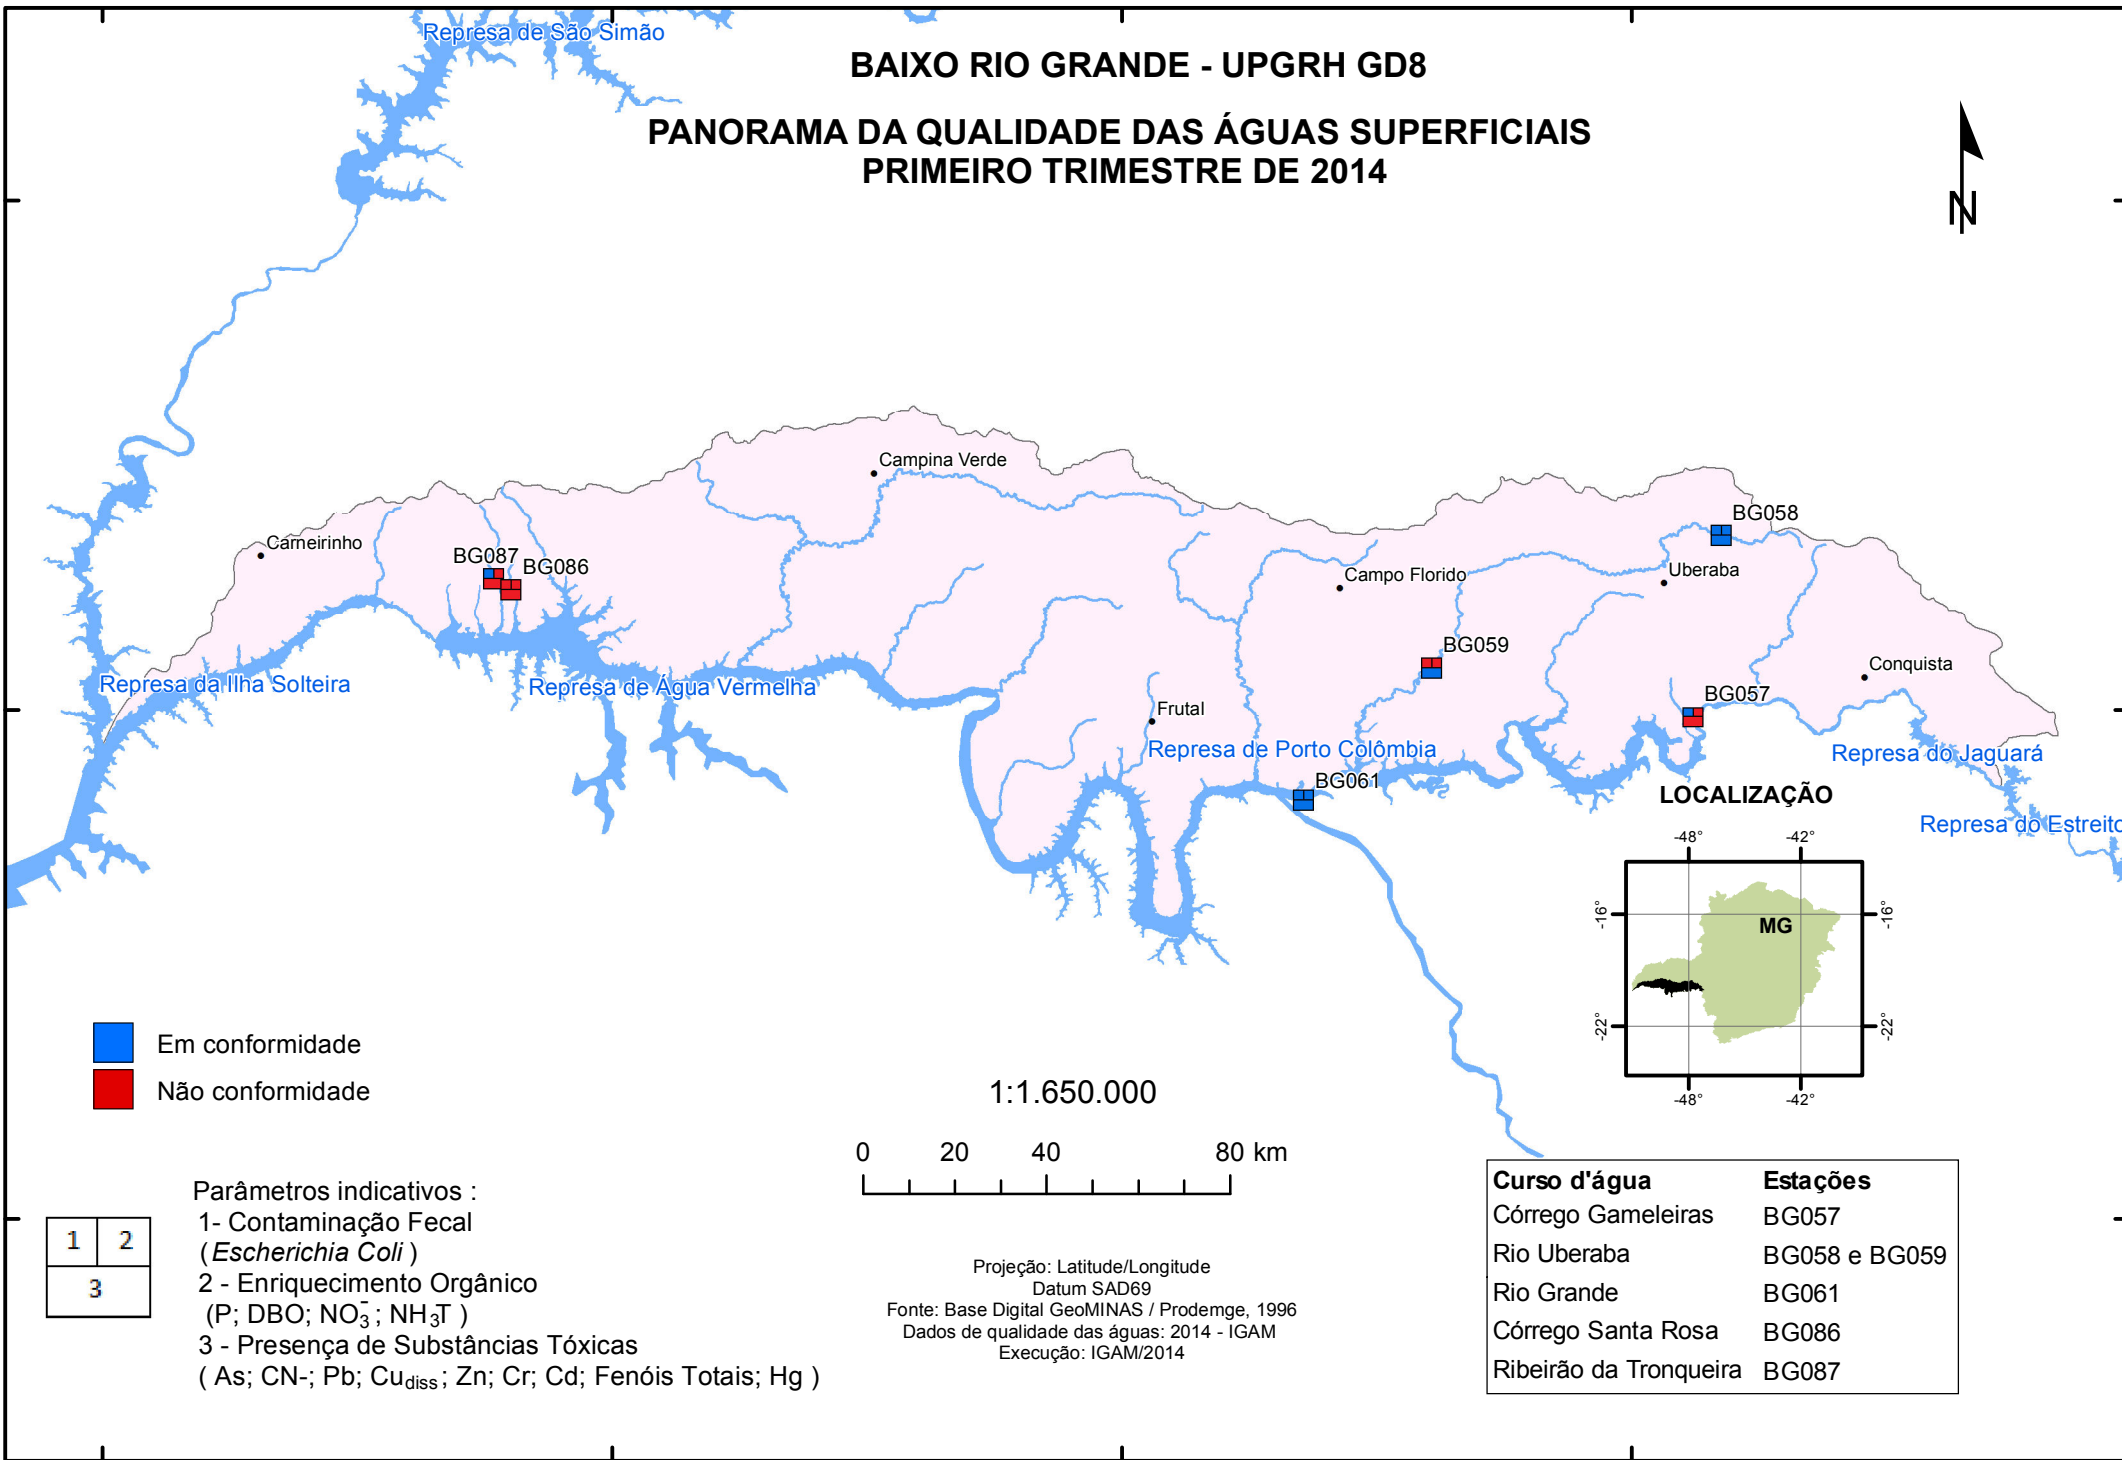 Represa de São Simão
BAIXO RIO GRANDE - UPGRH GD8
PANORAMA DA QUALIDADE DAS ÁGUAS SUPERFICIAIS
PRIMEIRO TRIMESTRE DE 2014
N
Campina Verde
BG058
Carneirinho
BG087
BG086
Campo Florido
Uberaba
BG059
Conquista
Represa da Ilha Solteira
Represa de Água Vermelha
BG057
Frutal
Represa de Porto Colômbia
Represa do Jaguará
BG061
LOCALIZAÇÃO
Represa do Estreito
-48° -42°
-16° -16°
MG
-22° -22°
-48° -42°
Em conformidade
Não conformidade
1:1.650.000
0 20 40 80 km
Parâmetros indicativos :
1- Contaminação Fecal
(Escherichia Coli )
2 - Enriquecimento Orgânico
(P; DBO; NO3-; NH3T )
3 - Presença de Substâncias Tóxicas
( As; CN-; Pb; Cudiss; Zn; Cr; Cd; Fenóis Totais; Hg )
1 2
3
Projeção: Latitude/Longitude
Datum SAD69
Fonte: Base Digital GeoMINAS / Prodemge, 1996
Dados de qualidade das águas: 2014 - IGAM
Execução: IGAM/2014
Curso d'água Estações
Córrego Gameleiras BG057
Rio Uberaba BG058 e BG059
Rio Grande BG061
Córrego Santa Rosa BG086
Ribeirão da Tronqueira BG087